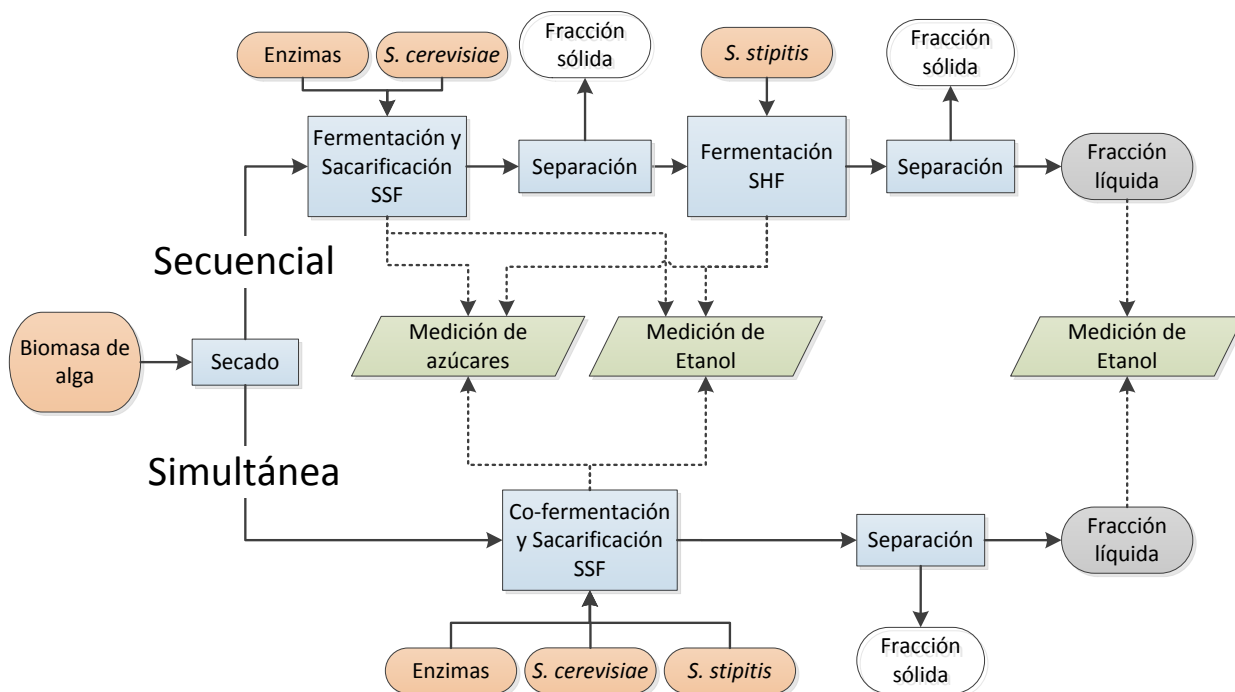 Enzimas
S. cerevisiae
Fracción
sólida
S. stipitis
Fracción
sólida
Fermentación y
Sacarificación
SSF
Separación
Fermentación
SHF
Separación
Fracción
líquida
Secuencial
Biomasa de
alga
Secado
Medición de
azúcares
Medición de
Etanol
Medición de
Etanol
Simultánea
Co-fermentación
y Sacarificación
SSF
Separación
Fracción
líquida
Enzimas
S. cerevisiae
S. stipitis
Fracción
sólida